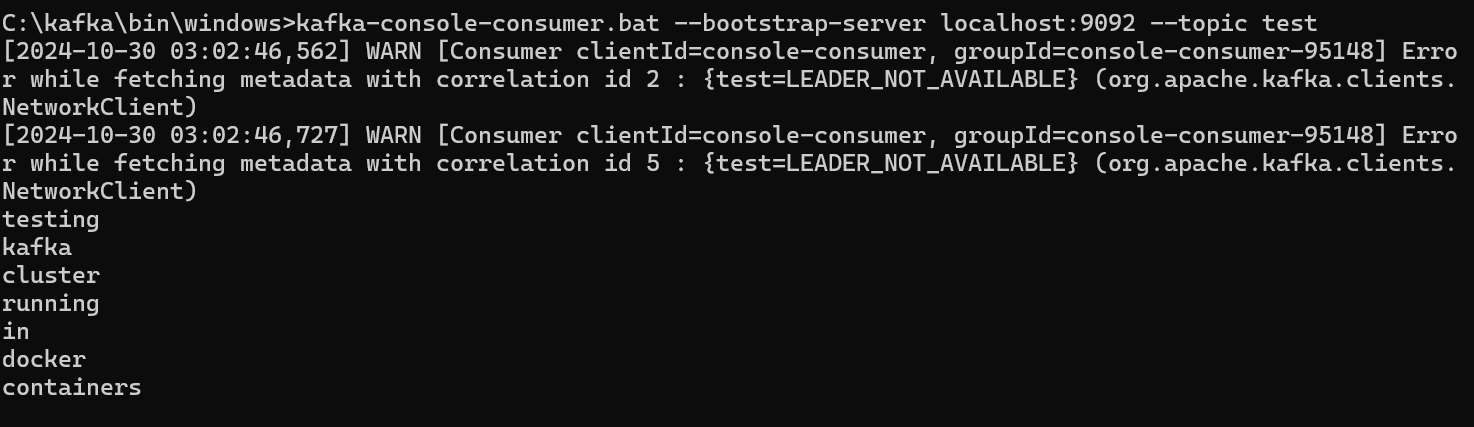 C:\kafka\bin\windows>kafka-console-consumer.bat --bootstrap-server localhost:9092 --topic test
[2024-10-30 03:02:46,562] WARN [Consumer clientId=console-consumer, groupId=console-consumer-95148] Erro
r while fetching metadata with correlation id 2 : {test=LEADER_NOT_AVAILABLE} (org.apache.kafka.clients.
NetworkClient)
[2024-10-30 03:02:46,727] WARN [Consumer clientId=console-consumer, groupId=console-consumer-95148] Erro
r while fetching metadata with correlation id 5 : {test=LEADER_NOT_AVAILABLE} (org.apache.kafka.clients.
NetworkClient)
testing
kafka
cluster
running
in
docker
containers